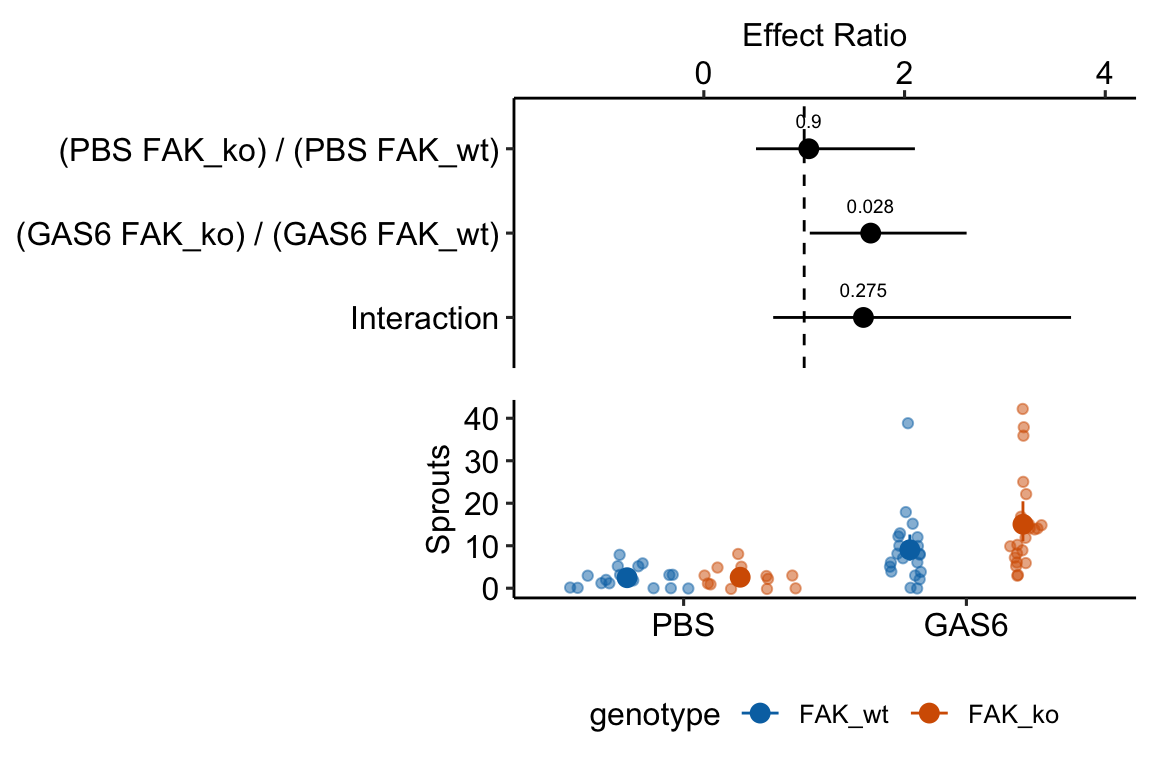 Effect Ratio
0 2 4
0.9
(PBS FAK_ko) / (PBS FAK_wt)
0.028
(GAS6 FAK_ko) / (GAS6 FAK_wt)
0.275
Interaction
Sprouts
40
30
20
10
0
PBS GAS6
genotype FAK_wt FAK_ko